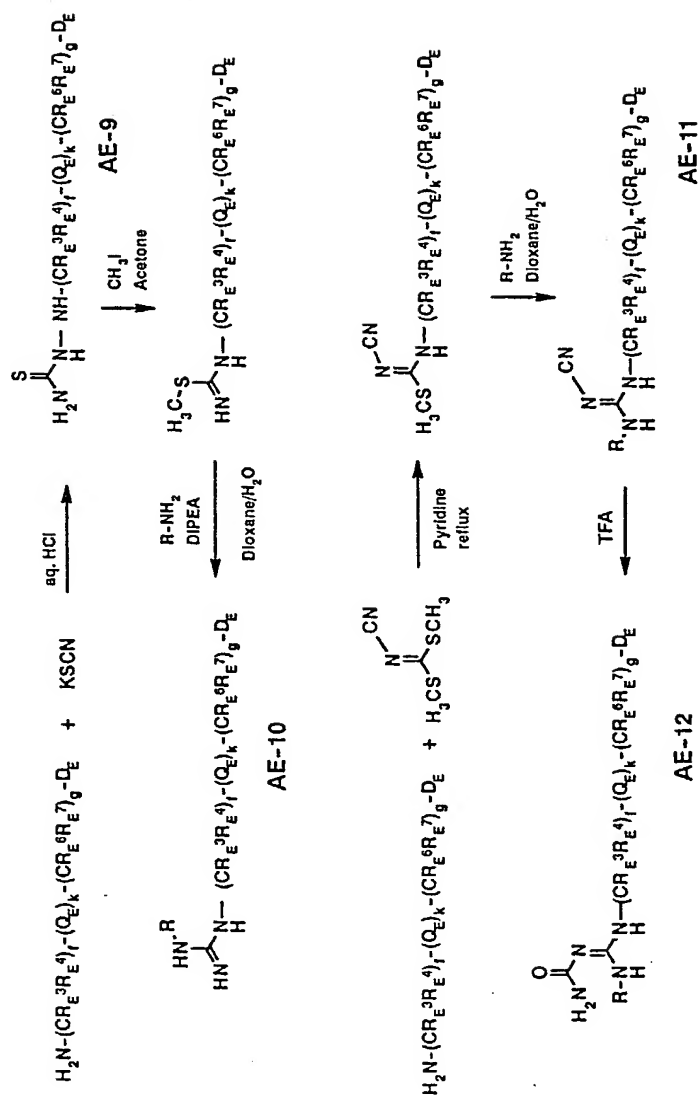 H2N-(CRE3RE4)f-(QE)k-(CRE6RE7)g-DE + KSCN
aq. HCl
S
H2N N— NH-(CRE3RE4)f-(QE)k-(CRE6RE7)g-DE
H
AE-9
CH3I
Acetone
H3C-S
HN N—(CRE3RE4)f-(QE)k-(CRE6RE7)g-DE
H
R-NH2
DIPEA
Dioxane/H2O
HN-R
HN N—(CRE3RE4)f-(QE)k-(CRE6RE7)g-DE
H
AE-10
H2N-(CRE3RE4)f-(QE)k-(CRE6RE7)g-DE + H3CS SCH3
N-CN
Pyridine
reflux
N-CN
H3CS N—(CRE3RE4)f-(QE)k-(CRE6RE7)g-DE
H
R-NH2
Dioxane/H2O
N-CN
R-N N—(CRE3RE4)f-(QE)k-(CRE6RE7)g-DE
H H
AE-11
TFA
O
H2N N
R-N N—(CRE3RE4)f-(QE)k-(CRE6RE7)g-DE
H H
AE-12